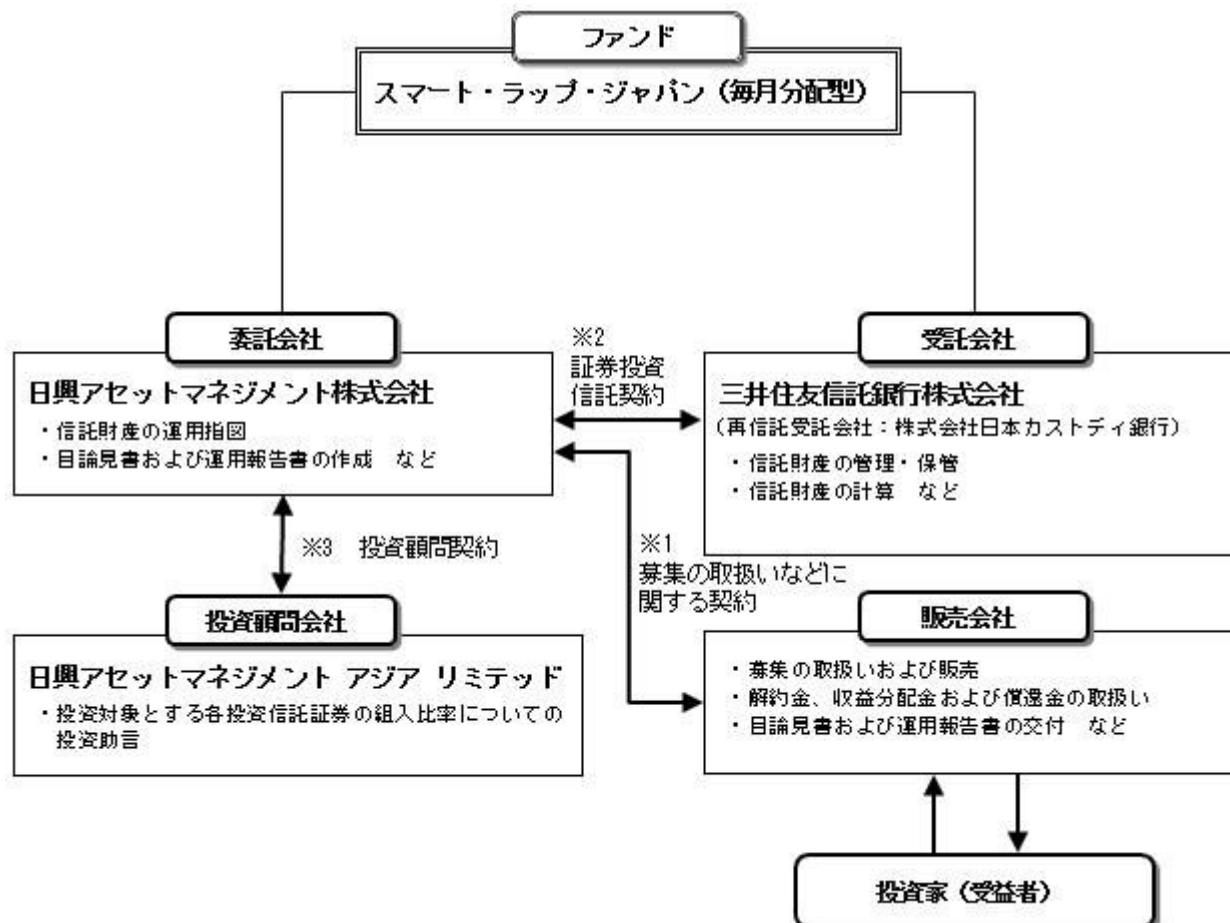 ファンド
スマート・ラップ・ジャパン（毎月分配型）
委託会社
日興アセットマネジメント株式会社
・信託財産の運用指図
・目論見書および運用報告書の作成　など
※2
証券投資
信託契約
受託会社
三井住友信託銀行株式会社
（再信託受託会社：株式会社日本カストディ銀行）
・信託財産の管理・保管
・信託財産の計算　など
※3　投資顧問契約
※1
募集の取扱いなどに
関する契約
投資顧問会社
日興アセットマネジメント アジア リミテッド
・投資対象とする各投資信託証券の組入比率についての
投資助言
販売会社
・募集の取扱いおよび販売
・解約金、収益分配金および償還金の取扱い
・目論見書および運用報告書の交付　など
投資家（受益者）